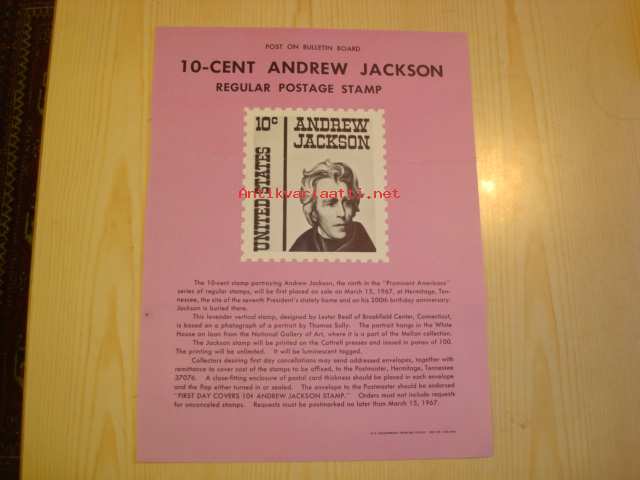 POST ON BULLETIN BOARD
10-CENT ANDREW JACKSON
REGULAR POSTAGE STAMP
10c
ANDREW
JACKSON
UNITED STATES
Antikvariaatti.net
The 10-cent stamp portraying Andrew Jackson, the ninth in the "Prominent Americans"
series of regular stamps, will be first placed on sale on March 15, 1967, at Hermitage, Ten-
nessee, the site of the seventh President's stately home and on his 200th birthday anniversary.
Jackson is buried there.
This lavender vertical stamp, designed by Lester Beall of Brookfield Center, Connecticut,
is based on a photograph of a portrait by Thomas Sully. The portrait hangs in the White
House on loan from the National Gallery of Art, where it is a part of the Mellon collection.
The Jackson stamp will be printed on the Cottrell presses and issued in panes of 100.
The printing will be unlimited. It will be luminescent tagged.
Collectors desiring first day cancellations may send addressed envelopes, together with
remittance to cover cost of the stamps to be affixed, to the Postmaster, Hermitage, Tennessee
37076. A close-fitting enclosure of postal card thickness should be placed in each envelope
and the flap either turned in or sealed. The envelope to the Postmaster should be endorsed
"FIRST DAY COVERS 10¢ ANDREW JACKSON STAMP." Orders must not include requests
for uncanceled stamps. Requests must be postmarked no later than March 15, 1967.